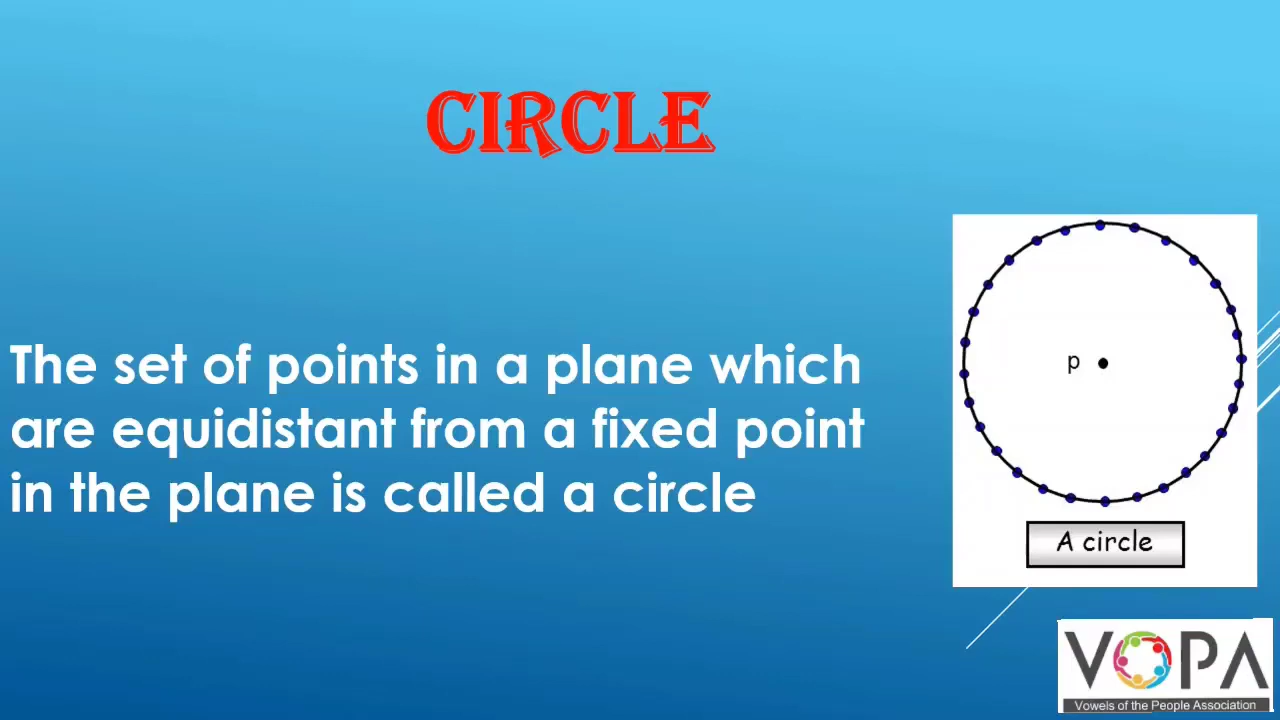 CIRCLE
The set of points in a plane which
are equidistant from a fixed point
in the plane is called a circle
p
A circle
VOPA
Vowels of the People Association